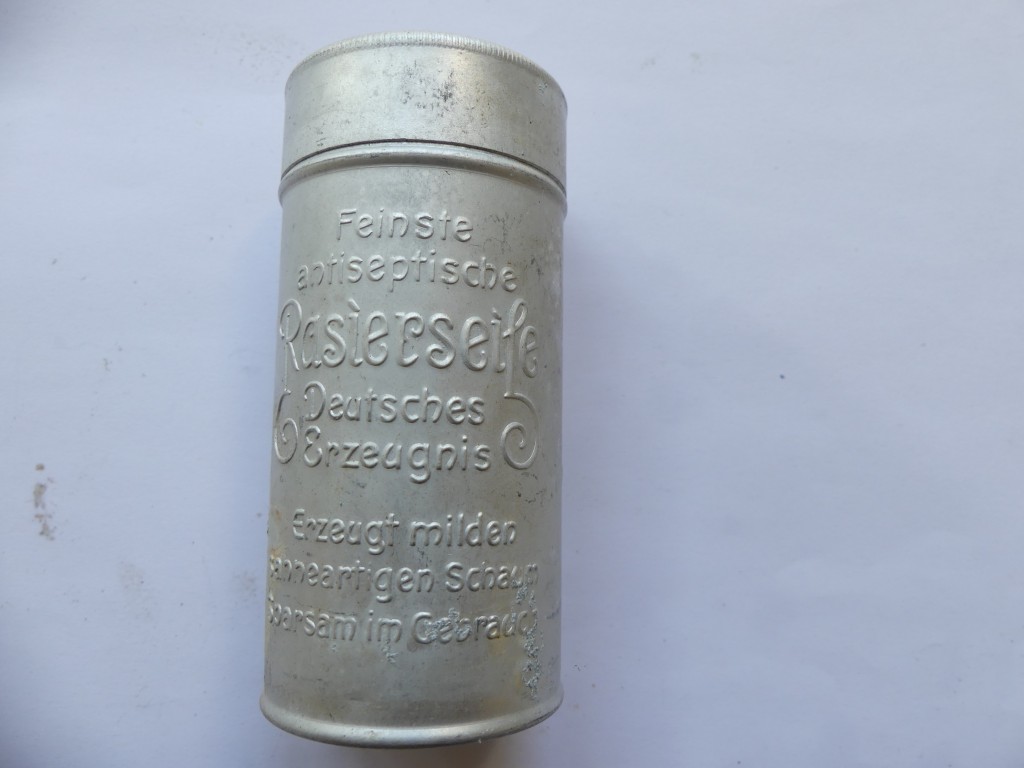 Feinste
antiseptische
Rasierseife
Deutsches
Erzeugnis
Erzeugt milden
sahneartigen Schaum
Sparsam im Gebrauch